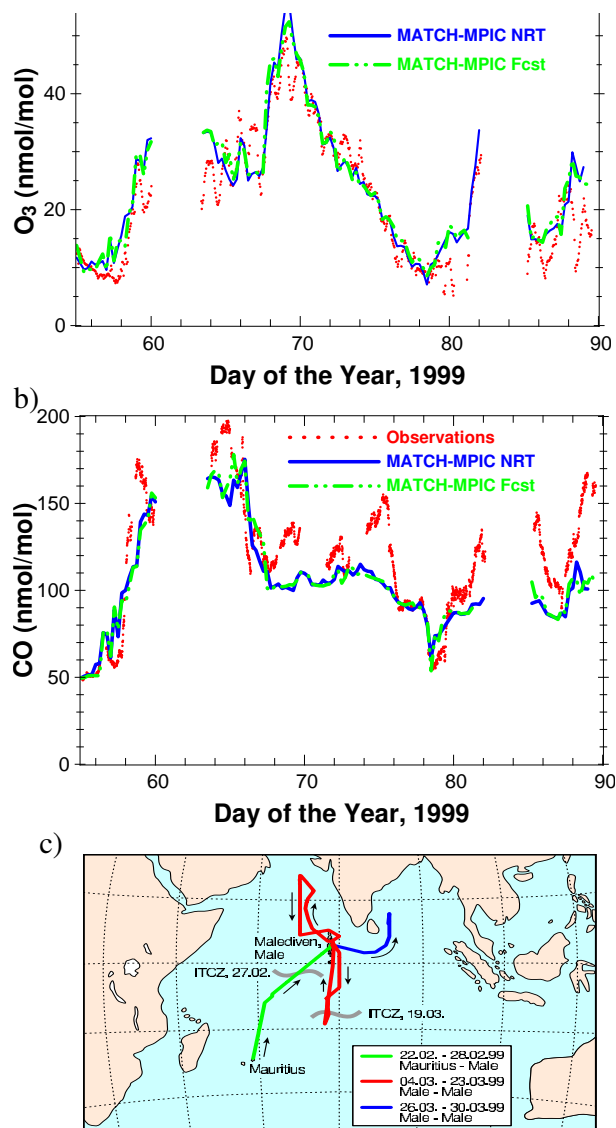 MATCH-MPIC NRT
MATCH-MPIC Fcst
O3 (nmol/mol)
40
20
0
60
70
80
90
Day of the Year, 1999
b)
Observations
MATCH-MPIC NRT
MATCH-MPIC Fcst
CO (nmol/mol)
200
150
100
50
0
60
70
80
90
Day of the Year, 1999
c)
Malediven,
Male
ITCZ, 27.02.
ITCZ, 19.03.
Mauritius
22.02. - 28.02.99
Mauritius - Male
04.03. - 23.03.99
Male - Male
26.03. - 30.03.99
Male - Male